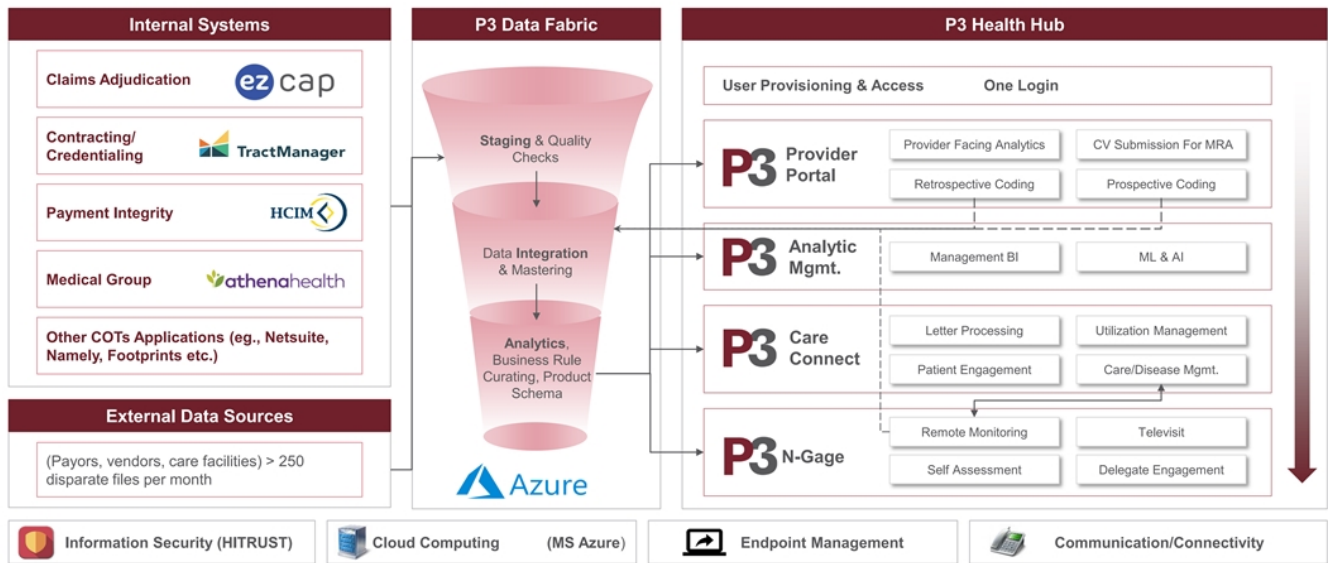 Internal Systems
Claims Adjudication
ez cap
Contracting/
Credentialing
TractManager
Payment Integrity
HCIM
Medical Group
athenahealth
Other COTs Applications (eg., Netsuite,
Namely, Footprints etc.)
External Data Sources
(Payors, vendors, care facilities) > 250
disparate files per month
P3 Data Fabric
Staging & Quality
Checks
Data Integration
& Mastering
Analytics,
Business Rule
Curating, Product
Schema
Azure
P3 Health Hub
User Provisioning & Access One Login
P3 Provider
Portal
Provider Facing Analytics
CV Submission For MRA
Retrospective Coding
Prospective Coding
P3 Analytic
Mgmt.
Management BI
ML & AI
P3 Care
Connect
Letter Processing
Utilization Management
Patient Engagement
Care/Disease Mgmt.
P3 N-Gage
Remote Monitoring
Televisit
Self Assessment
Delegate Engagement
Information Security (HITRUST)
Cloud Computing (MS Azure)
Endpoint Management
Communication/Connectivity